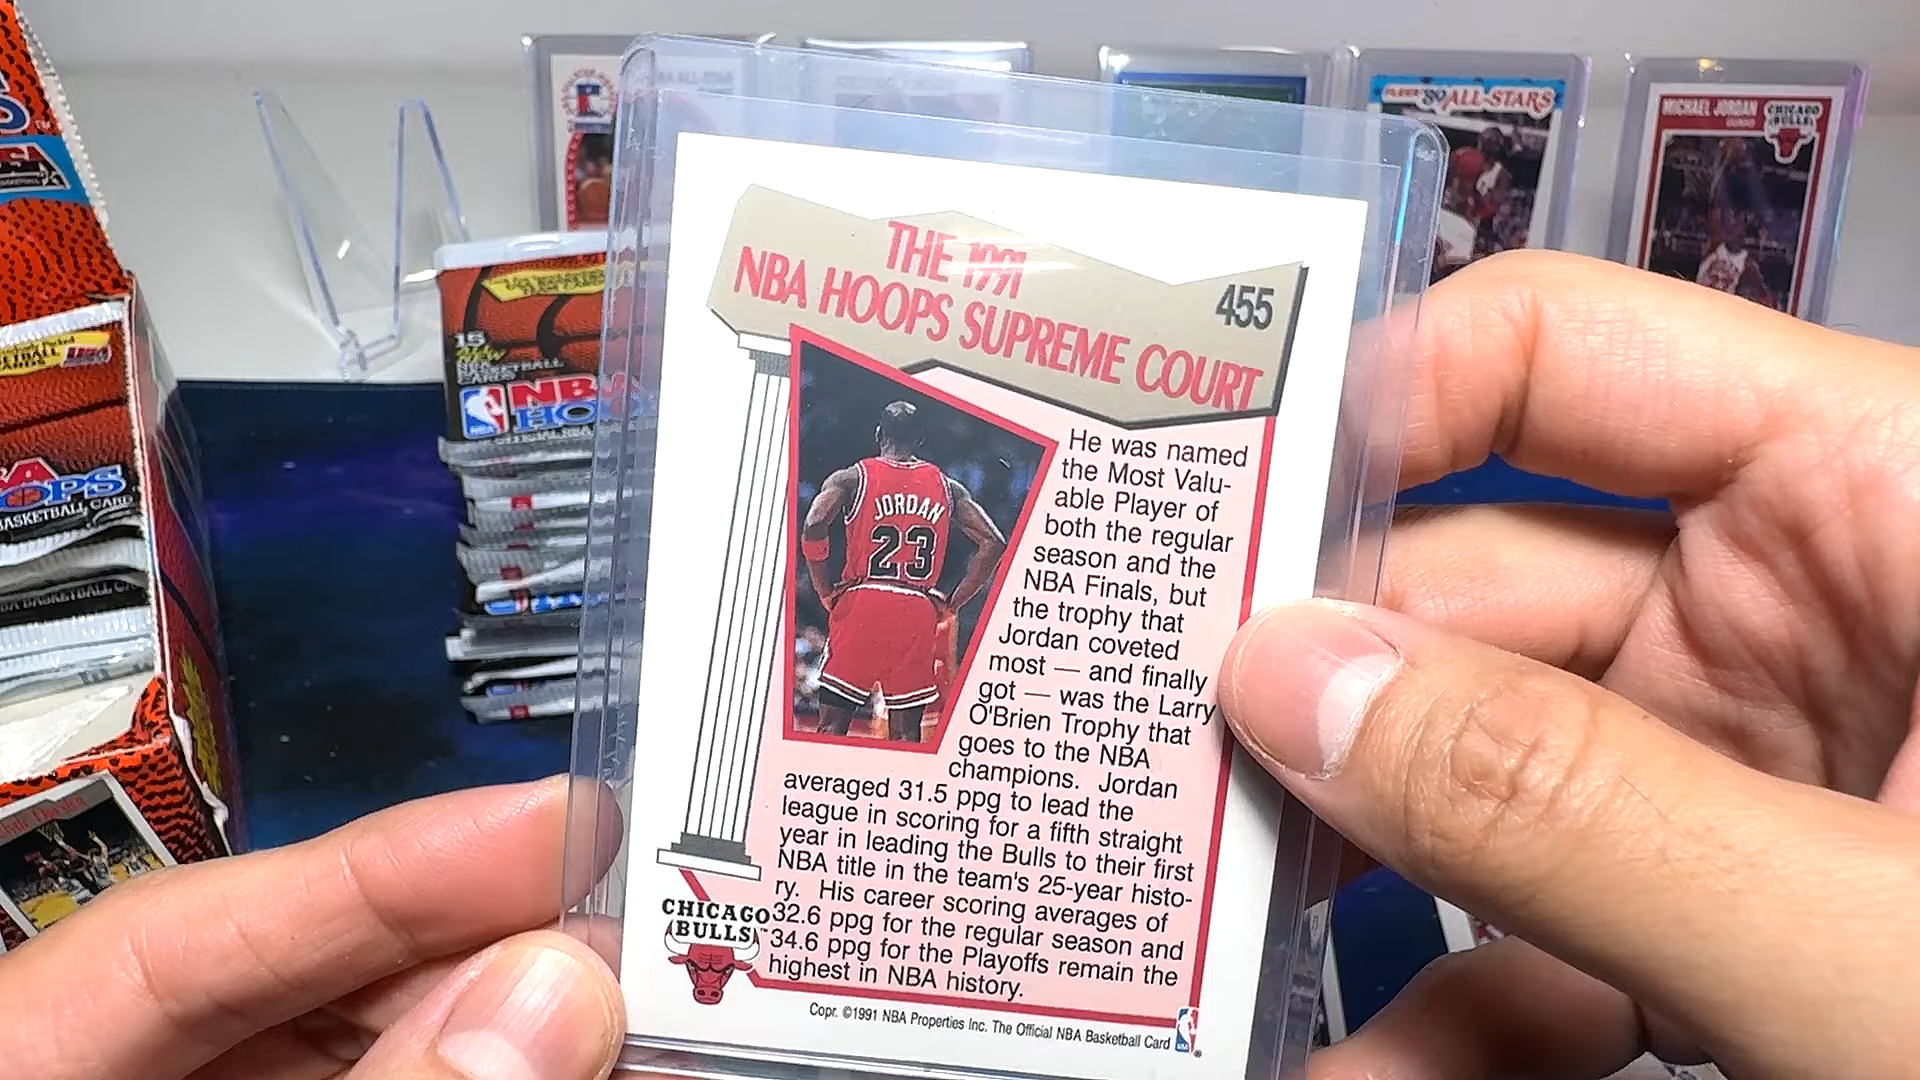 THE 1991
NBA HOOPS SUPREME COURT
455
JORDAN
23
He was named
the Most Valu-
able Player of
both the regular
season and the
NBA Finals, but
the trophy that
Jordan coveted
most — and finally
got — was the Larry
O'Brien Trophy that
goes to the NBA
champions. Jordan
averaged 31.5 ppg to lead the
league in scoring for a fifth straight
year in leading the Bulls to their first
NBA title in the team's 25-year histo-
ry. His career scoring averages of
32.6 ppg for the regular season and
34.6 ppg for the Playoffs remain the
highest in NBA history.
CHICAGO
BULLS
Copr. ©1991 NBA Properties Inc. The Official NBA Basketball Card
FLEER '89 ALL-STARS
MICHAEL JORDAN
CHICAGO
BULLS
15
NBA
BASKETBALL CARD